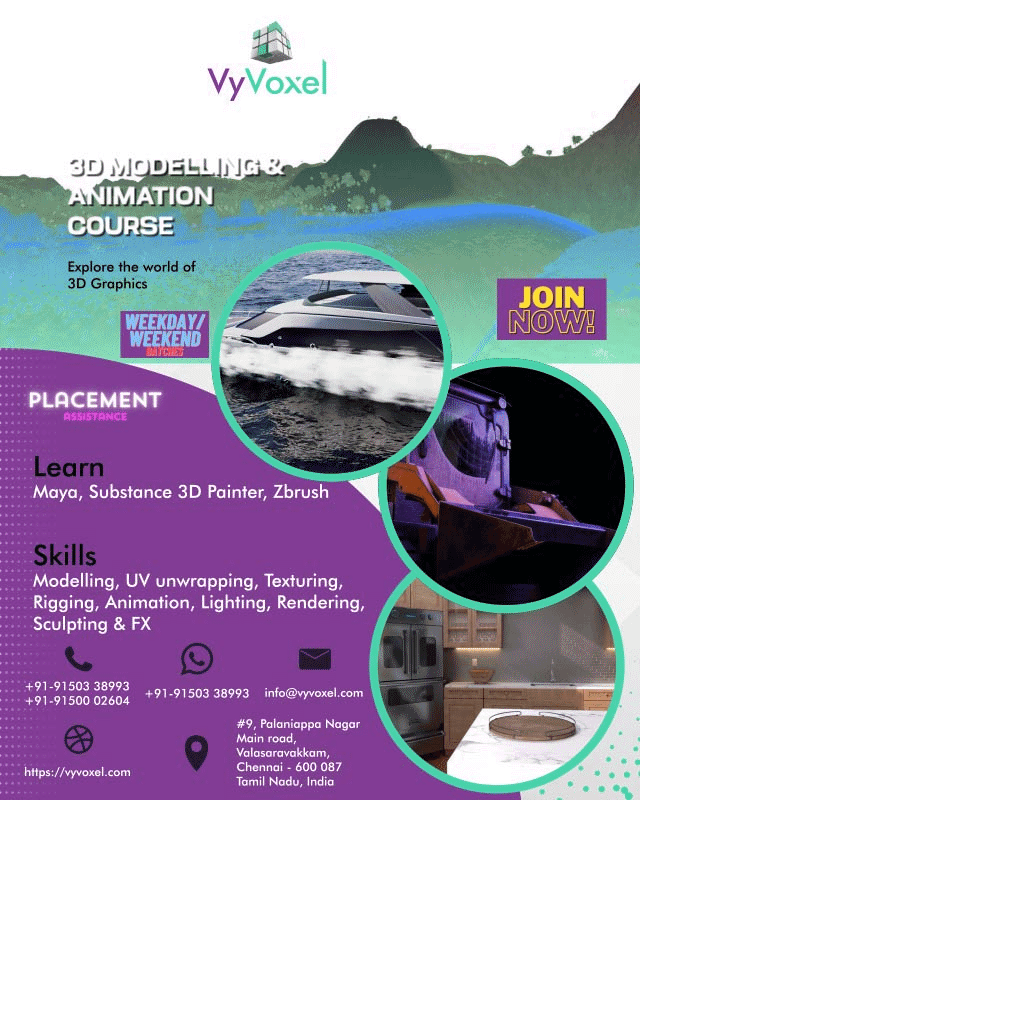 VyVoxel
3D MODELLING &
ANIMATION
COURSE
Explore the world of
3D Graphics
WEEKDAY/
WEEKEND
BATCHES
JOIN
NOW!
PLACEMENT
ASSISTANCE
Learn
Maya, Substance 3D Painter, Zbrush
Skills
Modelling, UV unwrapping, Texturing,
Rigging, Animation, Lighting, Rendering,
Sculpting & FX
+91-91503 38993
+91-91500 02604
+91-91503 38993
info@vyvoxel.com
https://vyvoxel.com
#9, Palaniappa Nagar
Main road,
Valasaravakkam,
Chennai - 600 087
Tamil Nadu, India